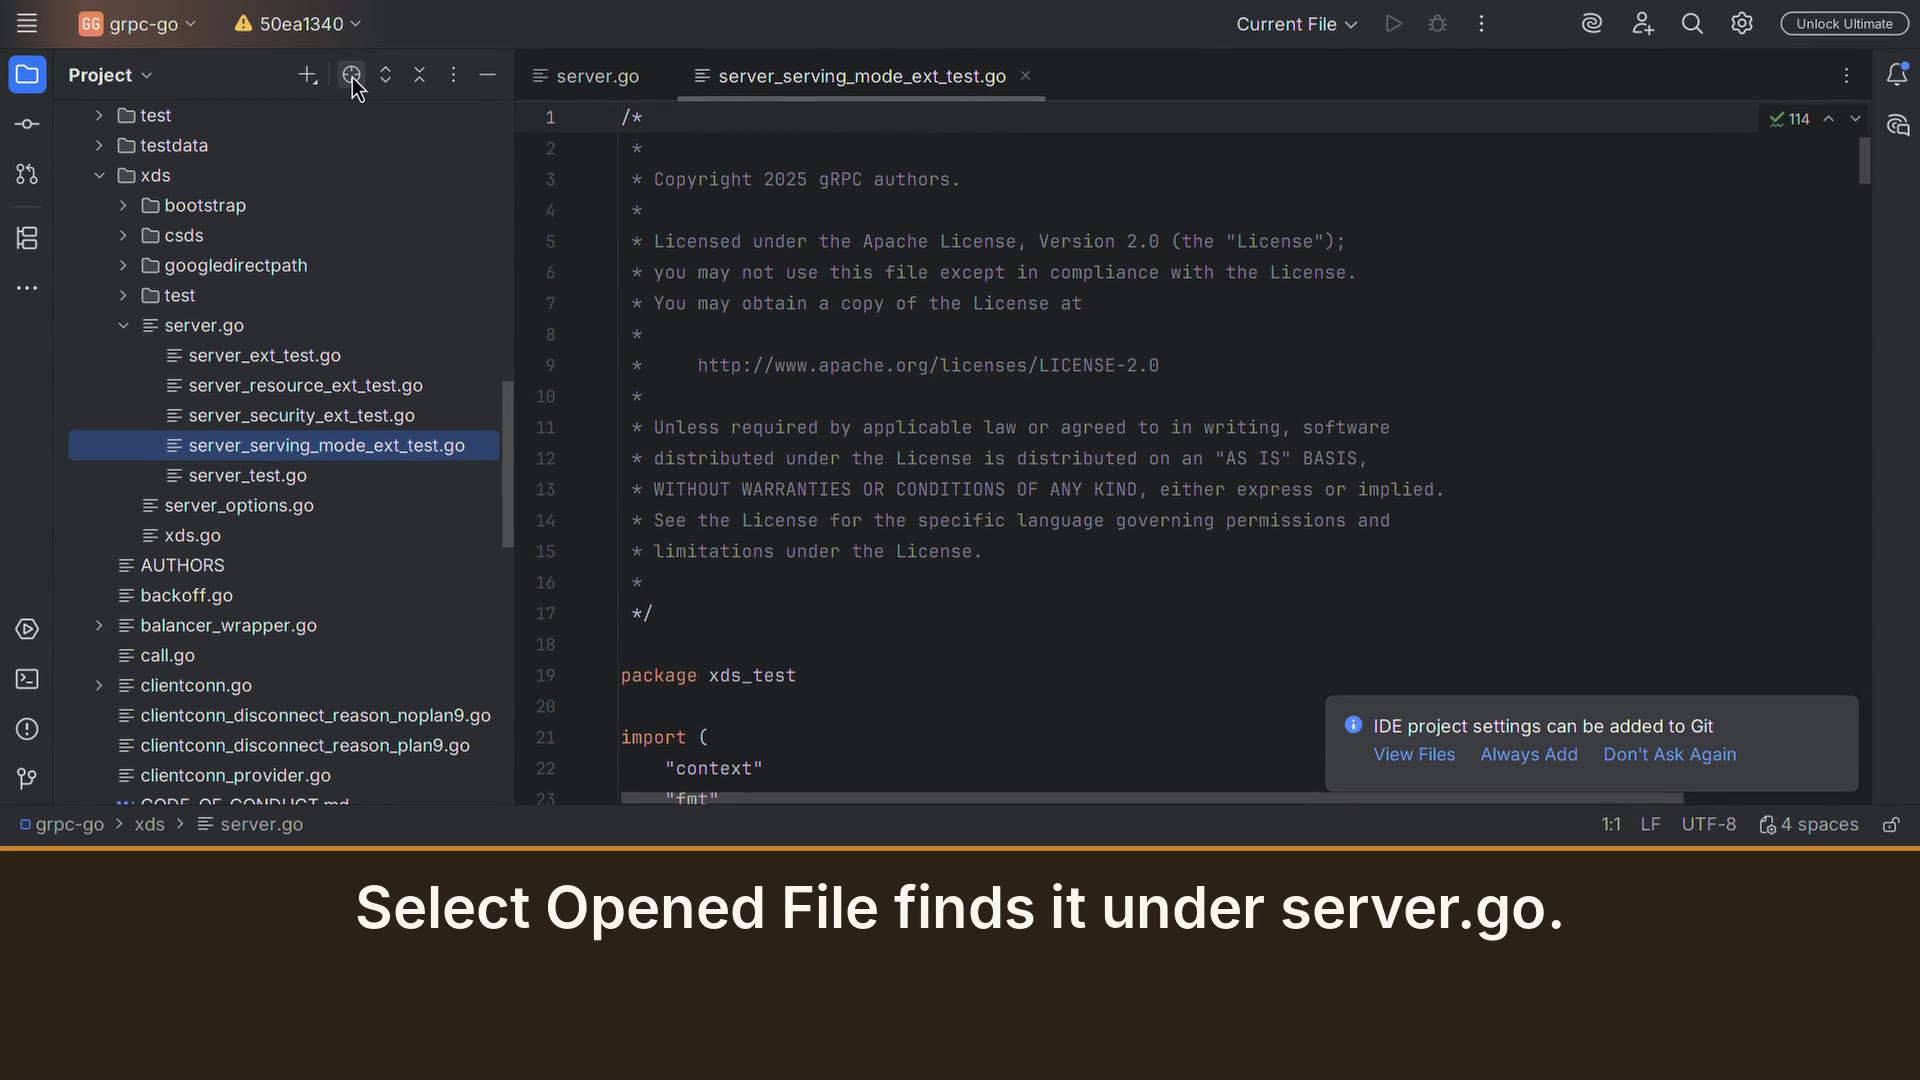 GG grpc-go
50ea1340
Current File
Unlock Ultimate
Project
server.go
server_serving_mode_ext_test.go
test
testdata
xds
bootstrap
csds
googledirectpath
test
server.go
server_ext_test.go
server_resource_ext_test.go
server_security_ext_test.go
server_serving_mode_ext_test.go
server_test.go
server_options.go
xds.go
AUTHORS
backoff.go
balancer_wrapper.go
call.go
clientconn.go
clientconn_disconnect_reason_noplan9.go
clientconn_disconnect_reason_plan9.go
clientconn_provider.go
CODE_OF_CONDUCT.md
114
1 /*
2 *
3 * Copyright 2025 gRPC authors.
4 *
5 * Licensed under the Apache License, Version 2.0 (the "License");
6 * you may not use this file except in compliance with the License.
7 * You may obtain a copy of the License at
8 *
9 * http://www.apache.org/licenses/LICENSE-2.0
10 *
11 * Unless required by applicable law or agreed to in writing, software
12 * distributed under the License is distributed on an "AS IS" BASIS,
13 * WITHOUT WARRANTIES OR CONDITIONS OF ANY KIND, either express or implied.
14 * See the License for the specific language governing permissions and
15 * limitations under the License.
16 *
17 */
18
19 package xds_test
20
21 import (
22 "context"
23 "fmt"
IDE project settings can be added to Git
View Files Always Add Don't Ask Again
grpc-go > xds > server.go
1:1 LF UTF-8 4 spaces
Select Opened File finds it under server.go.